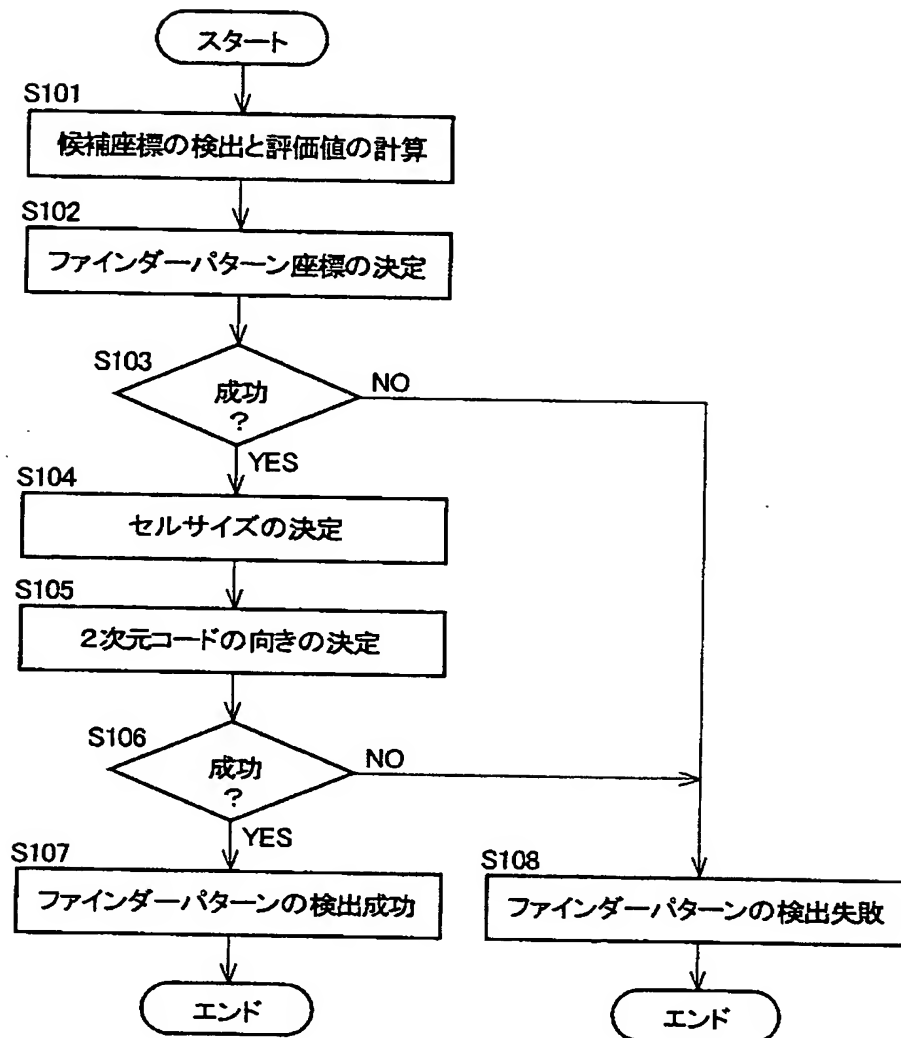 スタート
S101
候補座標の検出と評価値の計算
S102
ファインダーパターン座標の決定
S103
成功
?
NO
YES
S104
セルサイズの決定
S105
2次元コードの向きの決定
S106
成功
?
NO
YES
S107
ファインダーパターンの検出成功
S108
ファインダーパターンの検出失敗
エンド
エンド